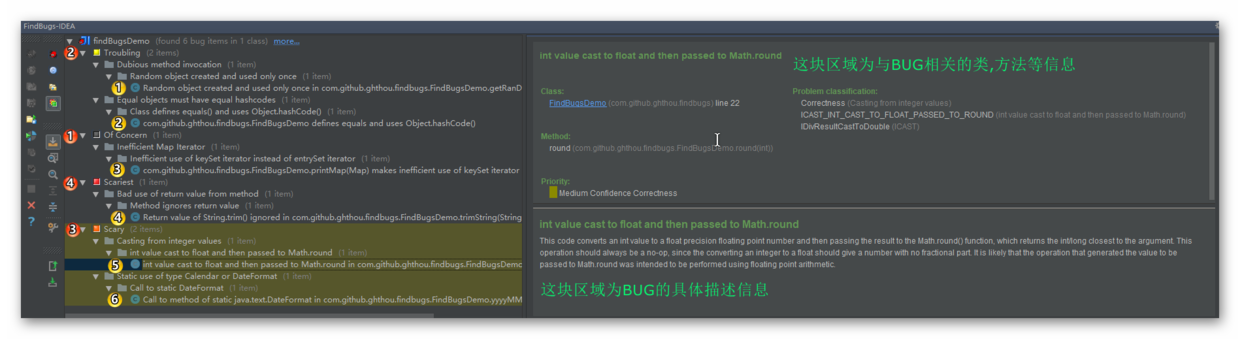 FindBugs-IDEA
findBugsDemo (found 6 bug items in 1 class) more...
② Troubling (2 items)
Dubious method invocation (1 item)
Random object created and used only once (1 item)
① Random object created and used only once in com.github.ghthou.findbugs.FindBugsDemo.getRanD
Equal objects must have equal hashcodes (1 item)
Class defines equals() and uses Object.hashCode() (1 item)
② com.github.ghthou.findbugs.FindBugsDemo defines equals and uses Object.hashCode()
① Of Concern (1 item)
Inefficient Map Iterator (1 item)
Inefficient use of keySet iterator instead of entrySet iterator (1 item)
③ com.github.ghthou.findbugs.FindBugsDemo.printMap(Map) makes inefficient use of keySet iterator
④ Scariest (1 item)
Bad use of return value from method (1 item)
Method ignores return value (1 item)
④ Return value of String.trim() ignored in com.github.ghthou.findbugs.FindBugsDemo.trimString(String
③ Scary (2 items)
Casting from integer values (1 item)
int value cast to float and then passed to Math.round (1 item)
⑤ int value cast to float and then passed to Math.round in com.github.ghthou.findbugs.FindBugsDemo
Static use of type Calendar or DateFormat (1 item)
Call to static DateFormat (1 item)
⑥ Call to method of static java.text.DateFormat in com.github.ghthou.findbugs.FindBugsDemo.yyyyMM
int value cast to float and then passed to Math.round
这块区域为与BUG相关的类,方法等信息
Class:
FindBugsDemo (com.github.ghthou.findbugs) line 22
Method:
round (com.github.ghthou.findbugs.FindBugsDemo.round(int))
Priority:
Medium Confidence Correctness
Problem classification:
Correctness (Casting from integer values)
ICAST_INT_CAST_TO_FLOAT_PASSED_TO_ROUND (int value cast to float and then passed to Math.round)
IDivResultCastToDouble (ICAST)
int value cast to float and then passed to Math.round
This code converts an int value to a float precision floating point number and then passing the result to the Math.round() function, which returns the int/long closest to the argument. This
operation should always be a no-op, since the converting an integer to a float should give a number with no fractional part. It is likely that the operation that generated the value to be
passed to Math.round was intended to be performed using floating point arithmetic.
这块区域为BUG的具体描述信息